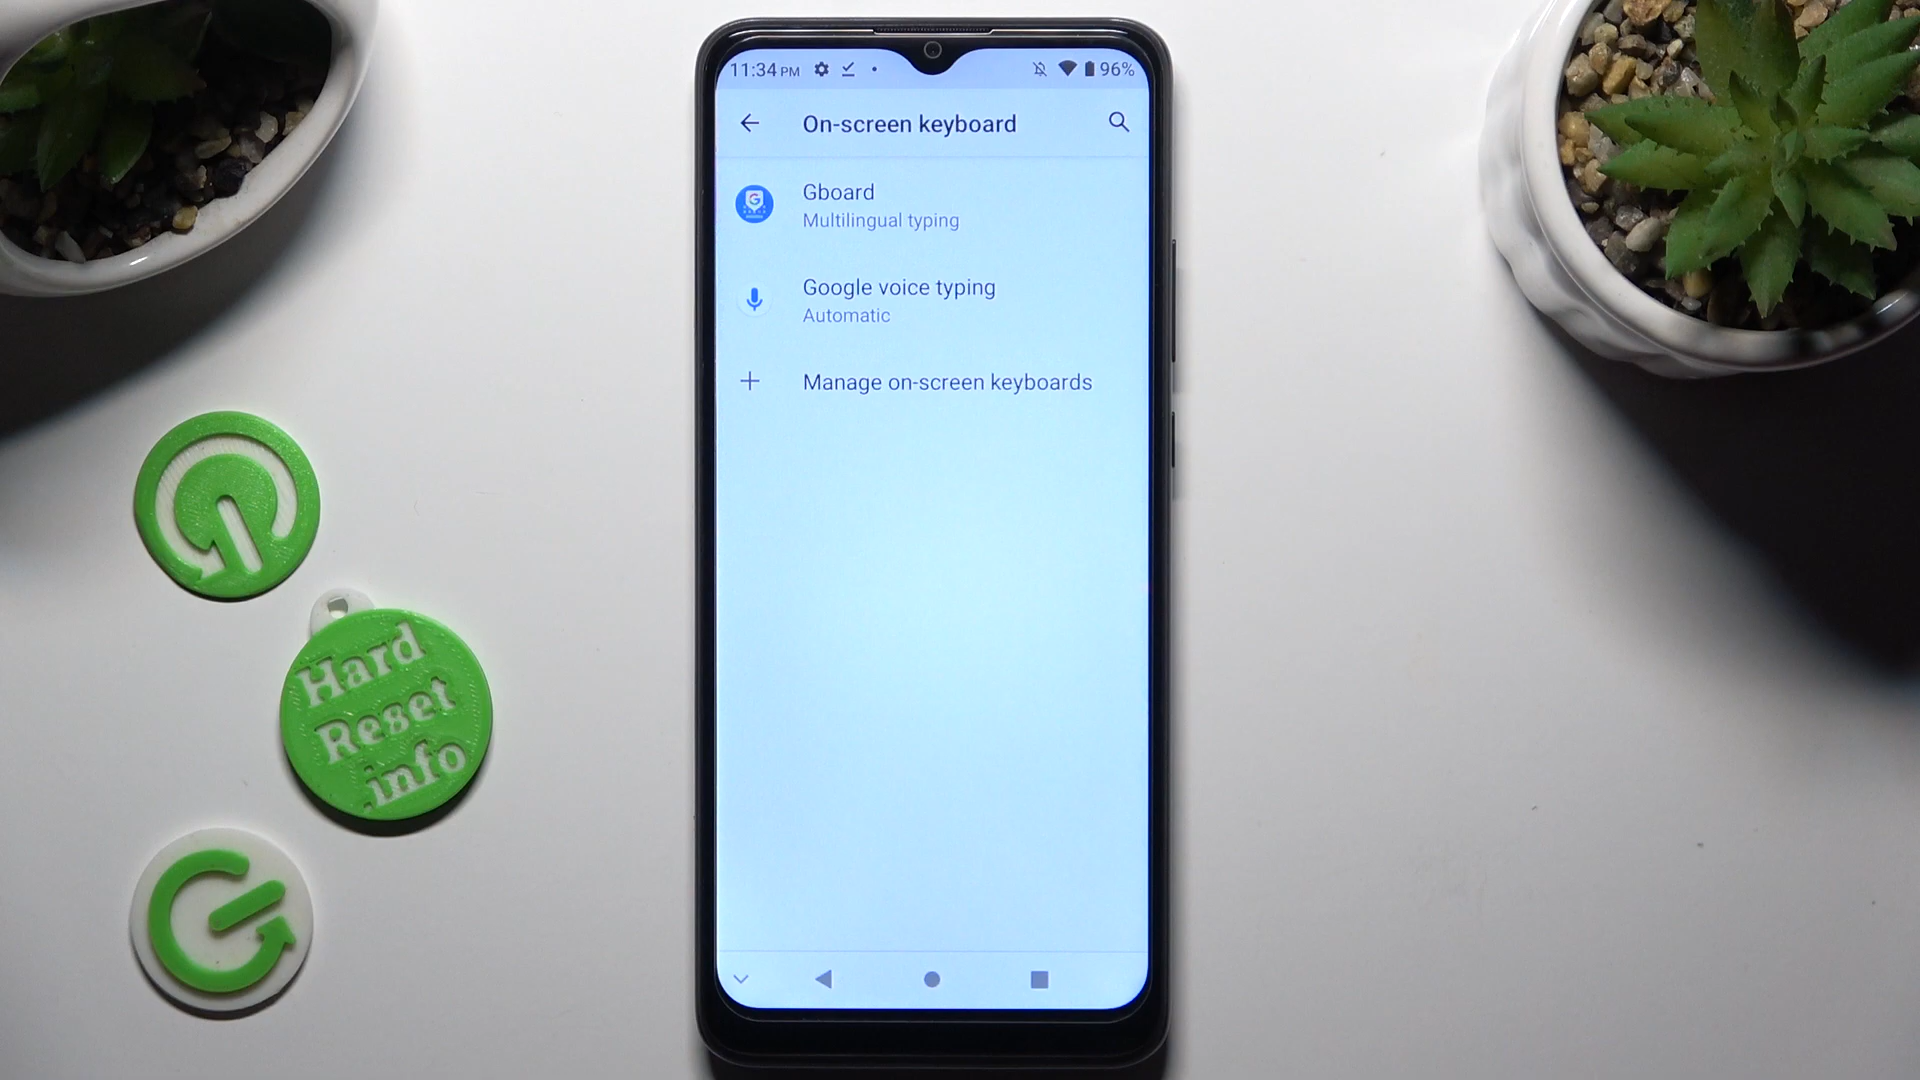 11:34 PM
96%
On-screen keyboard
Gboard
Multilingual typing
Google voice typing
Automatic
Manage on-screen keyboards
Hard
Reset
.info